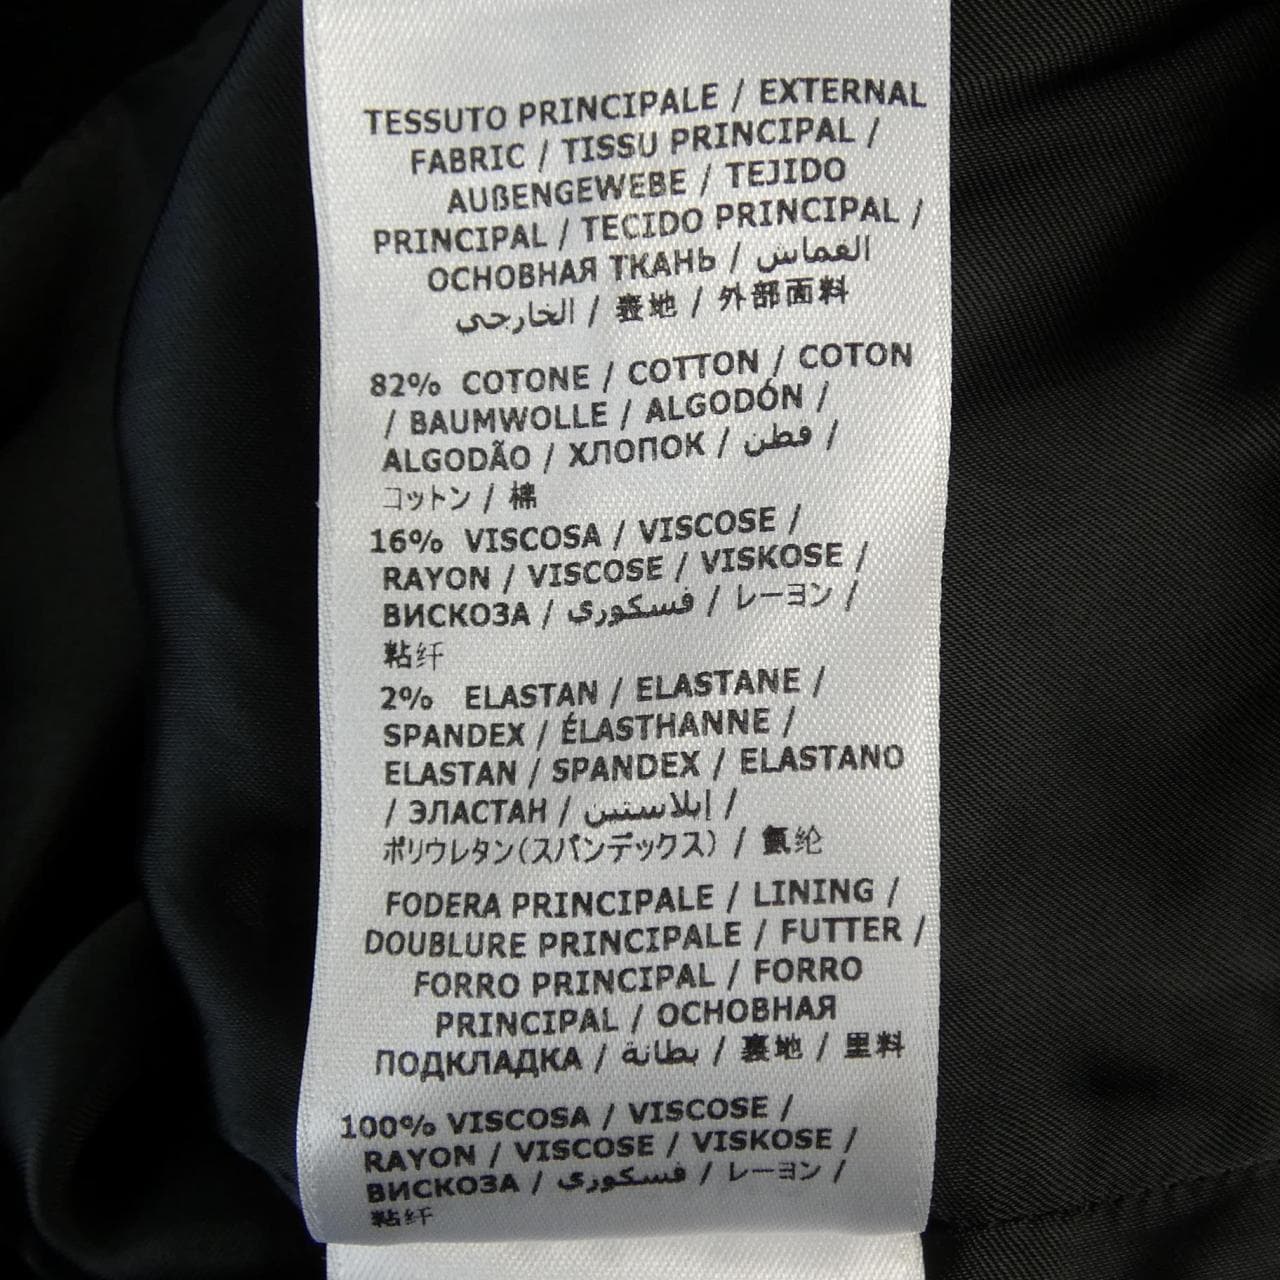 TESSUTO PRINCIPALE / EXTERNAL
FABRIC / TISSU PRINCIPAL /
AUßENGEWEBE / TEJIDO
PRINCIPAL / TECIDO PRINCIPAL /
ОСНОВНАЯ ТКАНЬ / القماش
الخارجي / 表地 / 外部面料
82% COTONE / COTTON / COTON
/ BAUMWOLLE / ALGODÓN /
ALGODÃO / ХЛОПОК / قطن /
コットン / 棉
16% VISCOSA / VISCOSE /
RAYON / VISCOSE / VISKOSE /
ВИСКОЗА / فسكوري / レーヨン /
粘纤
2% ELASTAN / ELASTANE /
SPANDEX / ÉLASTHANNE /
ELASTAN / SPANDEX / ELASTANO
/ ЭЛАСТАН / إيلاستين /
ポリウレタン(スパンデックス) / 氨纶
FODERA PRINCIPALE / LINING /
DOUBLURE PRINCIPALE / FUTTER /
FORRO PRINCIPAL / FORRO
PRINCIPAL / ОСНОВНАЯ
ПОДКЛАДКА / بطانة / 裏地 / 里料
100% VISCOSA / VISCOSE /
RAYON / VISCOSE / VISKOSE /
ВИСКОЗА / فسكوري / レーヨン /
粘纤